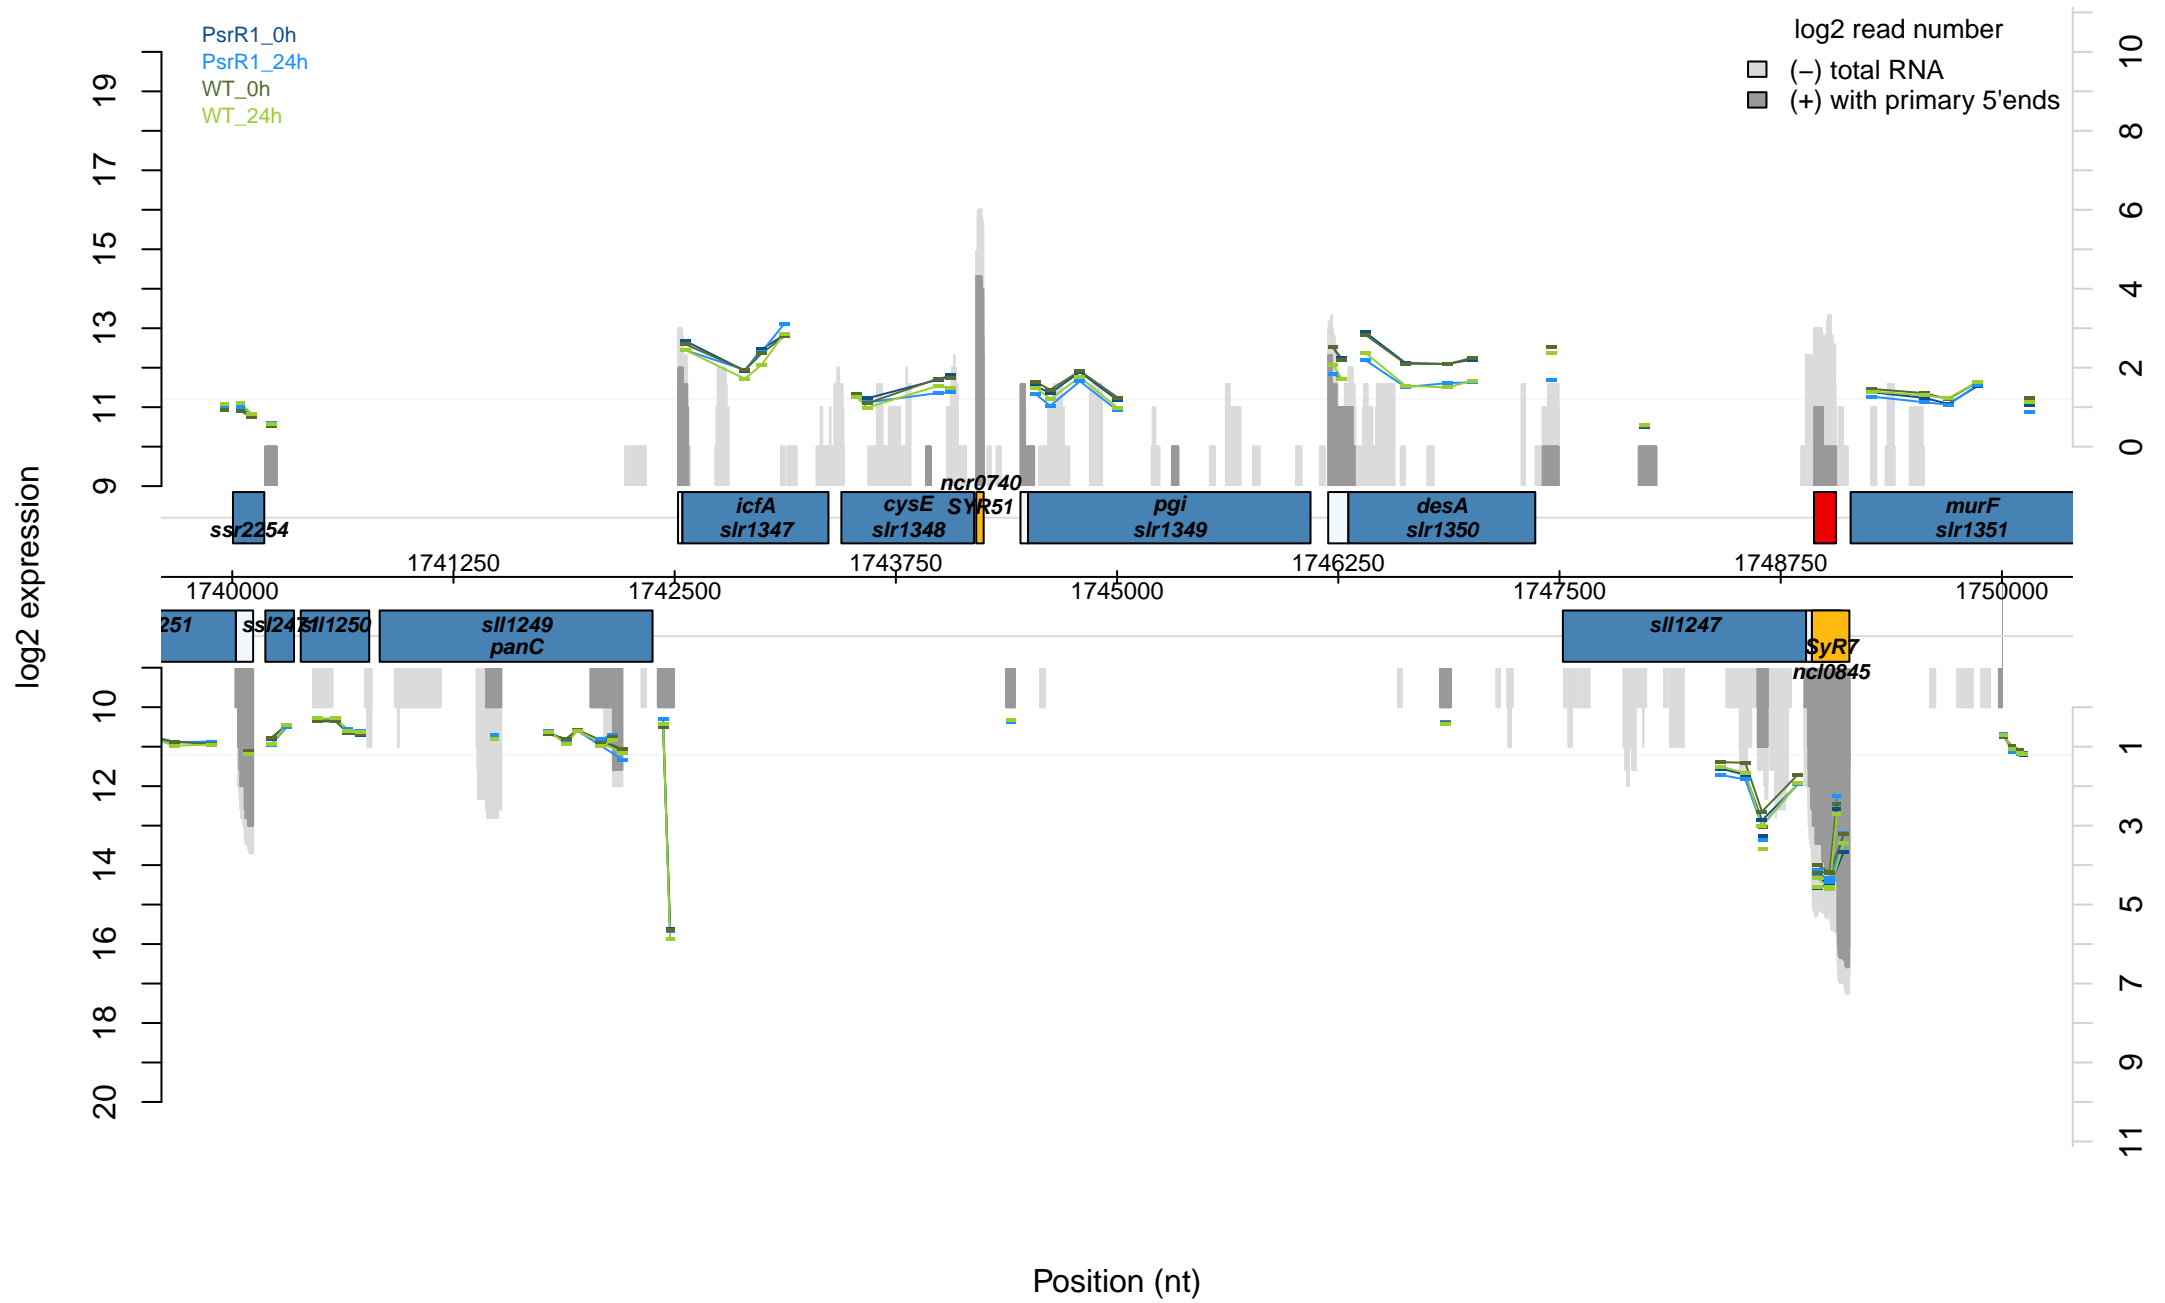 PsrR1_0h
PsrR1_24h
WT_0h
WT_24h
log2 read number
(−) total RNA
(+) with primary 5'ends
19
17
15
13
11
9
10
8
6
4
2
0
log2 expression
ncr0740
SYR51
ssr2254
icfA
slr1347
cysE
slr1348
pgi
slr1349
desA
slr1350
murF
slr1351
1741250
1743750
1746250
1748750
1740000
1742500
1745000
1747500
1750000
251
ssl2471
sll1250
sll1249
panC
sll1247
SyR7
ncl0845
10
12
14
16
18
20
1
3
5
7
9
11
Position (nt)